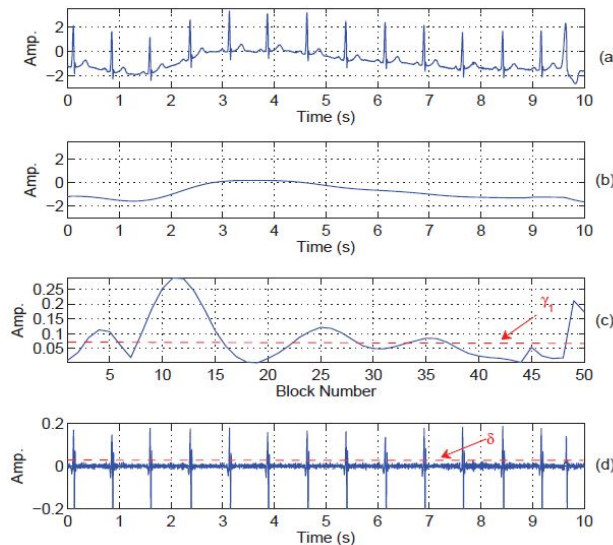 Amp.
2
0
−2
0 1 2 3 4 5 6 7 8 9 10
Time (s)
(a
Amp.
2
0
−2
0 1 2 3 4 5 6 7 8 9 10
Time (s)
(b)
Amp.
0.25
0.2
0.15
0.1
0.05
γ₁
5 10 15 20 25 30 35 40 45 50
Block Number
(c)
Amp.
0.2
0
−0.2
δ
0 1 2 3 4 5 6 7 8 9 10
Time (s)
(d)